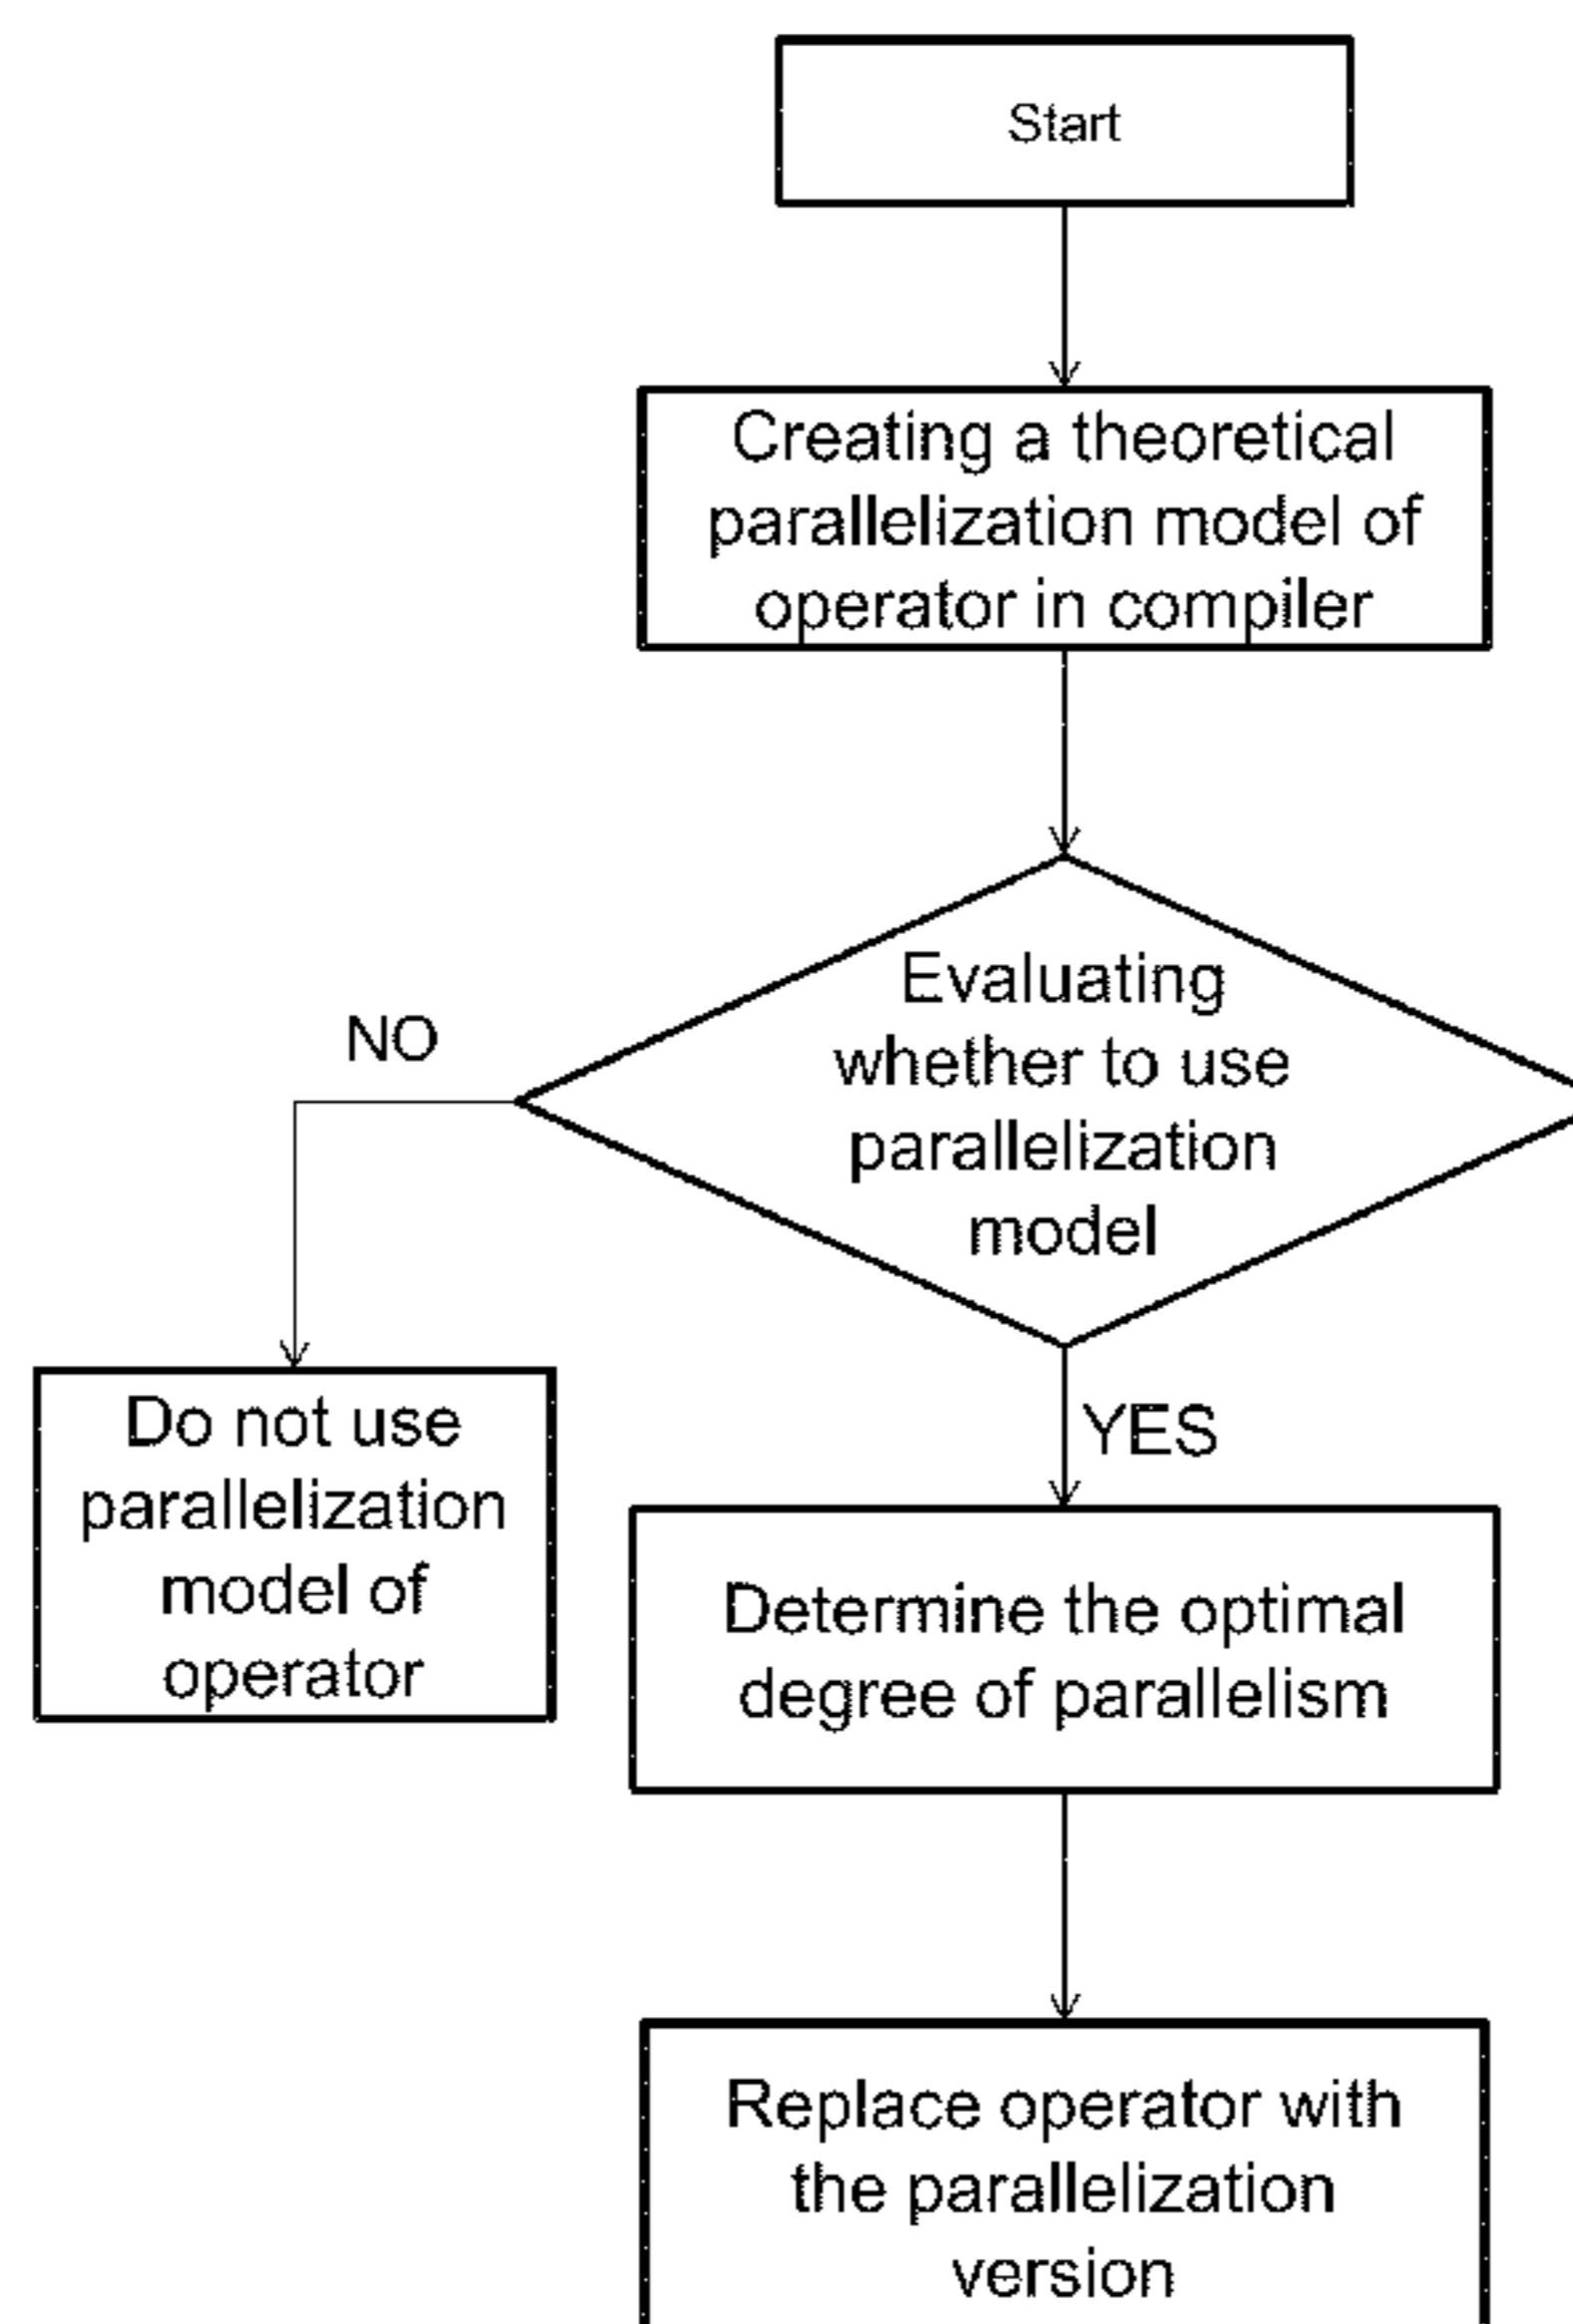 Start
Creating a theoretical
parallelization model of
operator in compiler
Evaluating
whether to use
parallelization
model
NO
YES
Do not use
parallelization
model of
operator
Determine the optimal
degree of parallelism
Replace operator with
the parallelization
version